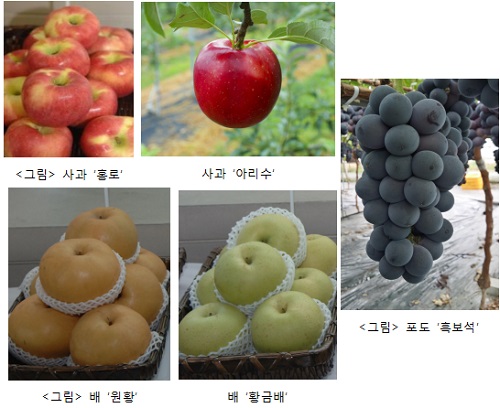 <그림> 사과 '홍로'
사과 '아리수'
<그림> 포도 '흑보석'
<그림> 배 '원황'
배 '황금배'